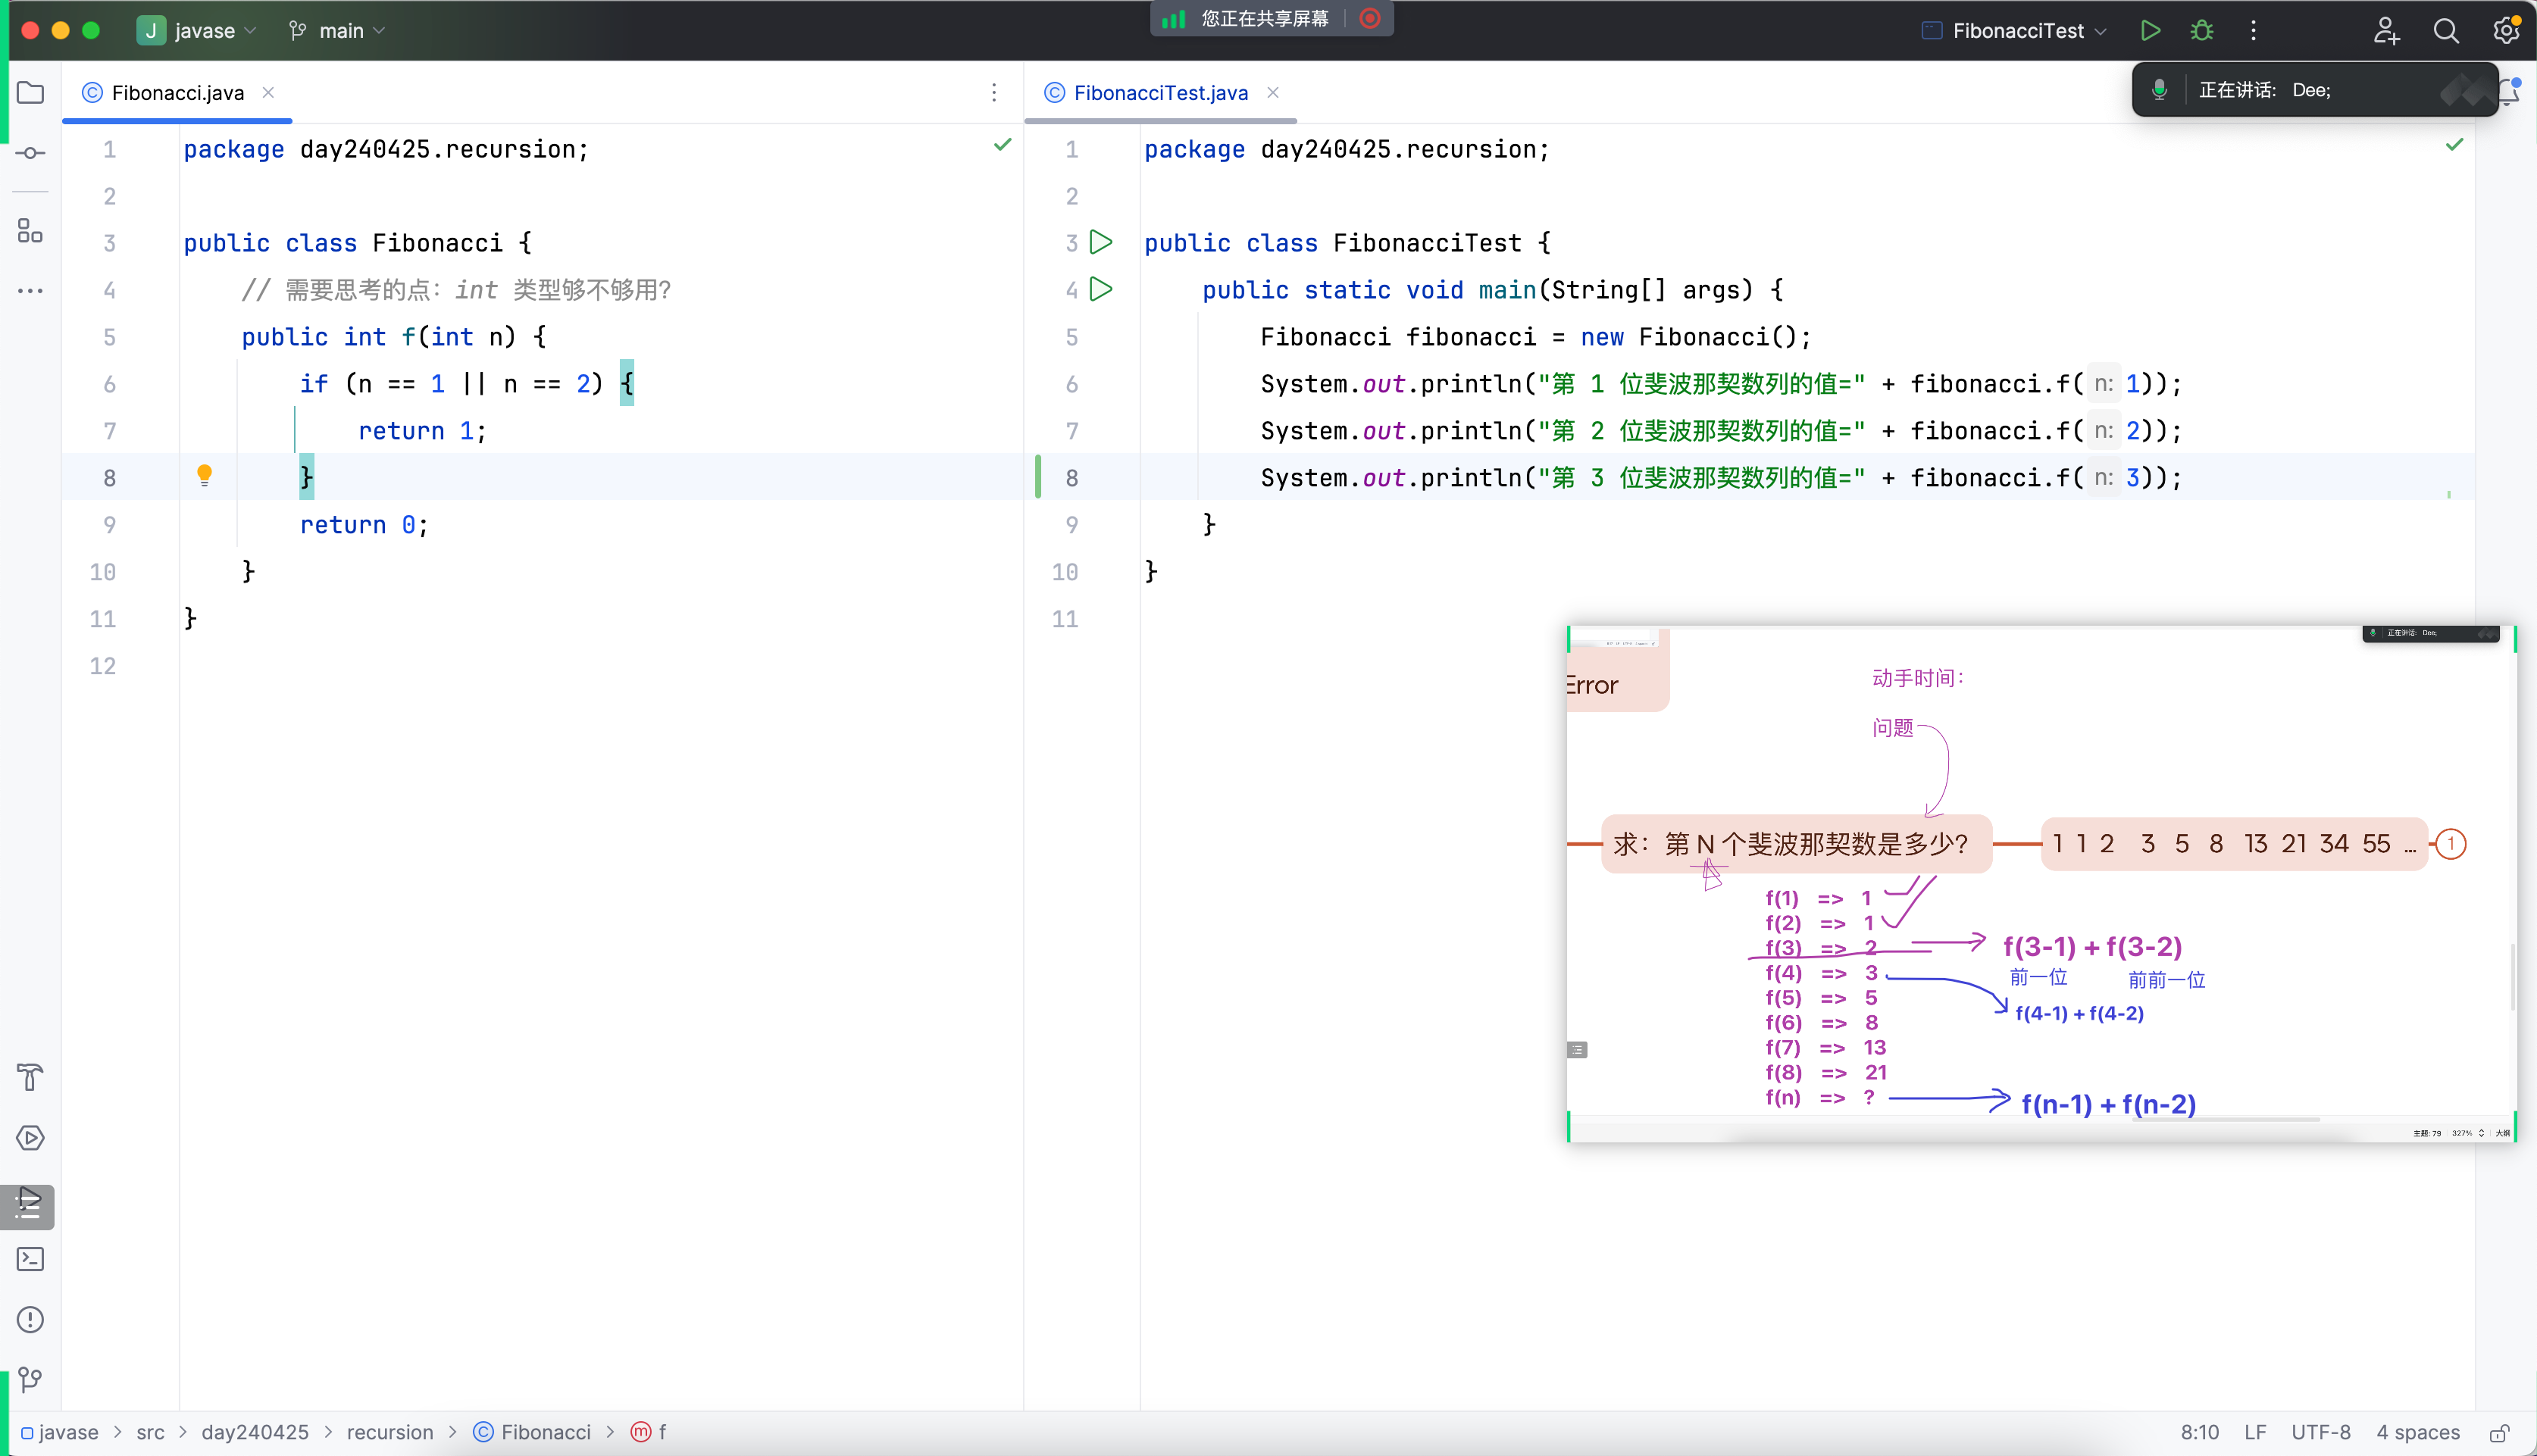 J javase main
您正在共享屏幕
FibonacciTest
正在讲话: Dee;
Fibonacci.java
FibonacciTest.java
1 package day240425.recursion;
2
3 public class Fibonacci {
4 // 需要思考的点: int 类型够不够用?
5 public int f(int n) {
6 if (n == 1 || n == 2) {
7 return 1;
8 }
9 return 0;
10 }
11 }
12
1 package day240425.recursion;
2
3 public class FibonacciTest {
4 public static void main(String[] args) {
5 Fibonacci fibonacci = new Fibonacci();
6 System.out.println("第 1 位斐波那契数列的值=" + fibonacci.f( n: 1));
7 System.out.println("第 2 位斐波那契数列的值=" + fibonacci.f( n: 2));
8 System.out.println("第 3 位斐波那契数列的值=" + fibonacci.f( n: 3));
9 }
10 }
11
正在讲话: Dee;
Error
动手时间:
问题
求: 第 N 个斐波那契数是多少?
1 1 2 3 5 8 13 21 34 55 ...
1
f(1) => 1
f(2) => 1
f(3) => 2
f(3-1) + f(3-2)
f(4) => 3
前一位 前前一位
f(5) => 5
f(4-1) + f(4-2)
f(6) => 8
f(7) => 13
f(8) => 21
f(n) => ?
f(n-1) + f(n-2)
主题: 79 327% 大纲
javase > src > day240425 > recursion > Fibonacci > f
8:10 LF UTF-8 4 spaces